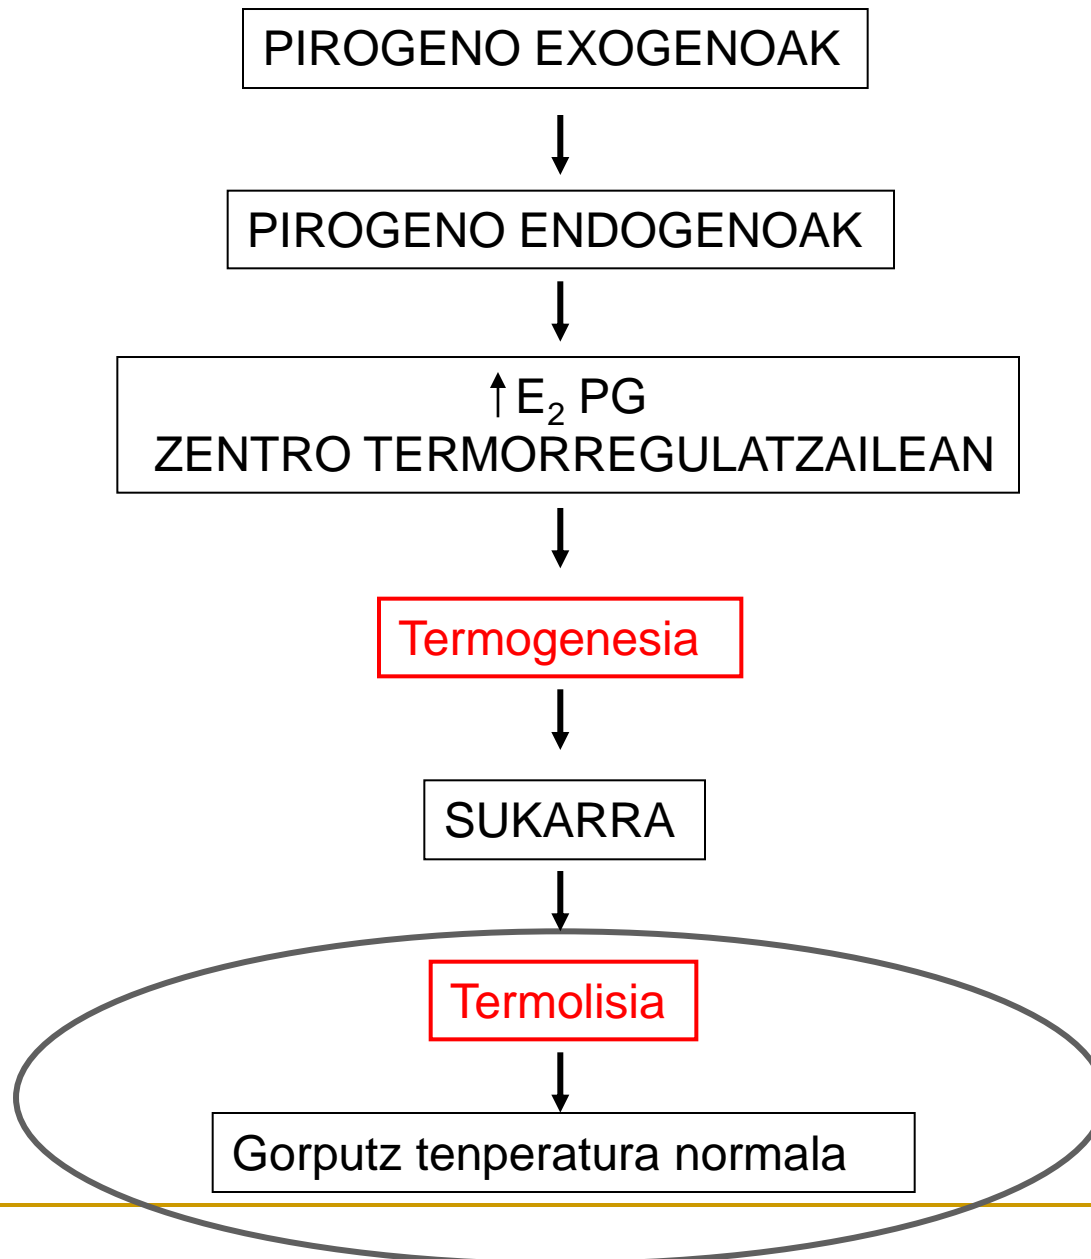 PIROGENO EXOGENOAK
PIROGENO ENDOGENOAK
↑E₂ PG
ZENTRO TERMORREGULATZAILEAN
Termogenesia
SUKARRA
Termolisia
Gorputz tenperatura normala